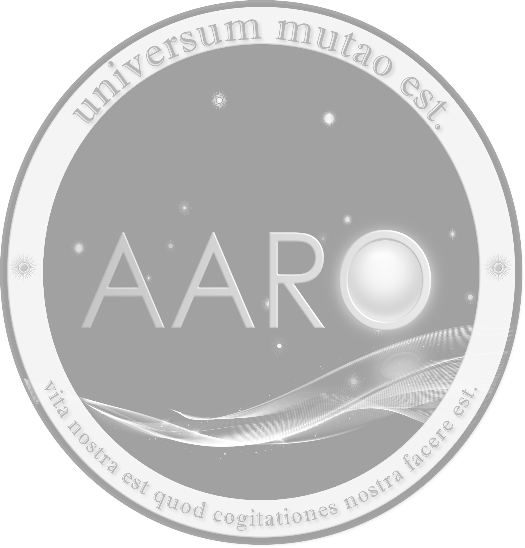 universum mutao est.
AARO
vita nostra est quod cogitationes nostra facere est.